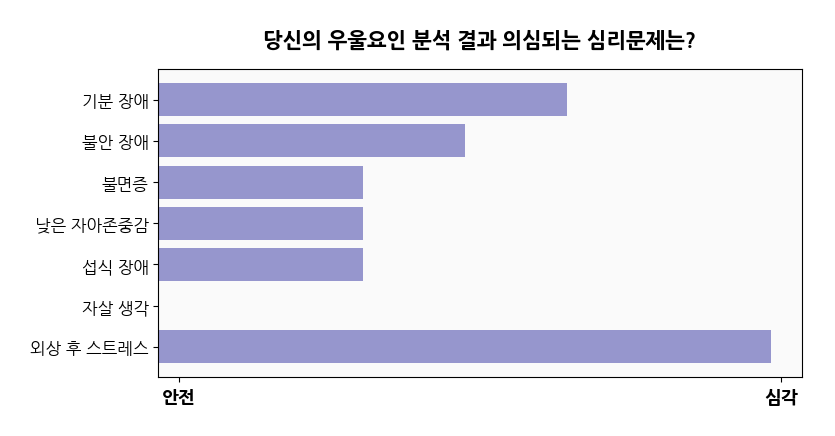 당신의 우울요인 분석 결과 의심되는 심리문제는?
기분 장애
불안 장애
불면증
낮은 자아존중감
섭식 장애
자살 생각
외상 후 스트레스
안전
심각